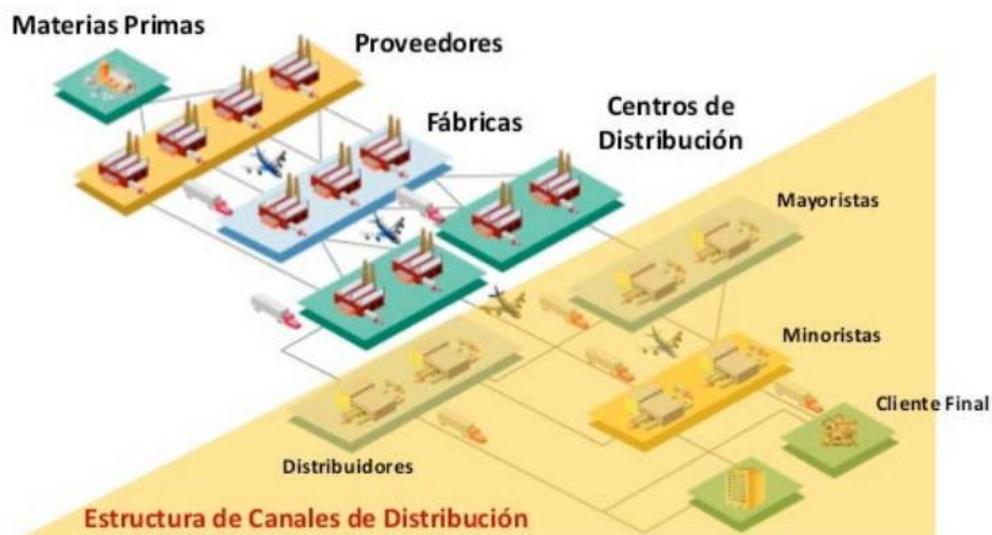 Materias Primas
Proveedores
Fábricas
Centros de
Distribución
Mayoristas
Minoristas
Cliente Final
Distribuidores
Estructura de Canales de Distribución